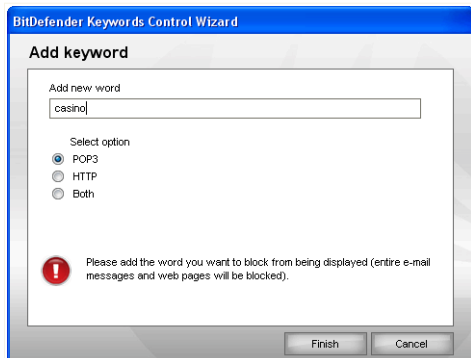 BitDefender Keywords Control Wizard
Add keyword
Add new word
casino
Select option
POP3
HTTP
Both
Please add the word you want to block from being displayed (entire e-mail
messages and web pages will be blocked).
Finish Cancel